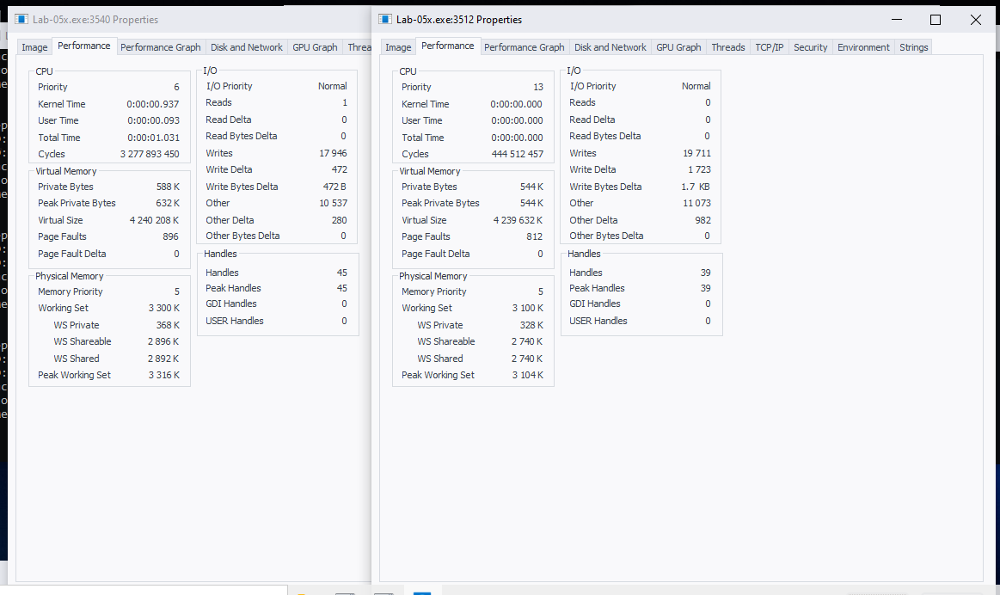 Lab-05x.exe:3540 Properties
Image Performance Performance Graph Disk and Network GPU Graph Threa
CPU
Priority 6
Kernel Time 0:00:00.937
User Time 0:00:00.093
Total Time 0:00:01.031
Cycles 3 277 893 450
Virtual Memory
Private Bytes 588 K
Peak Private Bytes 632 K
Virtual Size 4 240 208 K
Page Faults 896
Page Fault Delta 0
Physical Memory
Memory Priority 5
Working Set 3 300 K
WS Private 368 K
WS Shareable 2 896 K
WS Shared 2 892 K
Peak Working Set 3 316 K
I/O
I/O Priority Normal
Reads 1
Read Delta 0
Read Bytes Delta 0
Writes 17 946
Write Delta 472
Write Bytes Delta 472 B
Other 10 537
Other Delta 280
Other Bytes Delta 0
Handles
Handles 45
Peak Handles 45
GDI Handles 0
USER Handles 0
Lab-05x.exe:3512 Properties
Image Performance Performance Graph Disk and Network GPU Graph Threads TCP/IP Security Environment Strings
CPU
Priority 13
Kernel Time 0:00:00.000
User Time 0:00:00.000
Total Time 0:00:00.000
Cycles 444 512 457
Virtual Memory
Private Bytes 544 K
Peak Private Bytes 544 K
Virtual Size 4 239 632 K
Page Faults 812
Page Fault Delta 0
Physical Memory
Memory Priority 5
Working Set 3 100 K
WS Private 328 K
WS Shareable 2 740 K
WS Shared 2 740 K
Peak Working Set 3 104 K
I/O
I/O Priority Normal
Reads 0
Read Delta 0
Read Bytes Delta 0
Writes 19 711
Write Delta 1 723
Write Bytes Delta 1.7 KB
Other 11 073
Other Delta 982
Other Bytes Delta 0
Handles
Handles 39
Peak Handles 39
GDI Handles 0
USER Handles 0